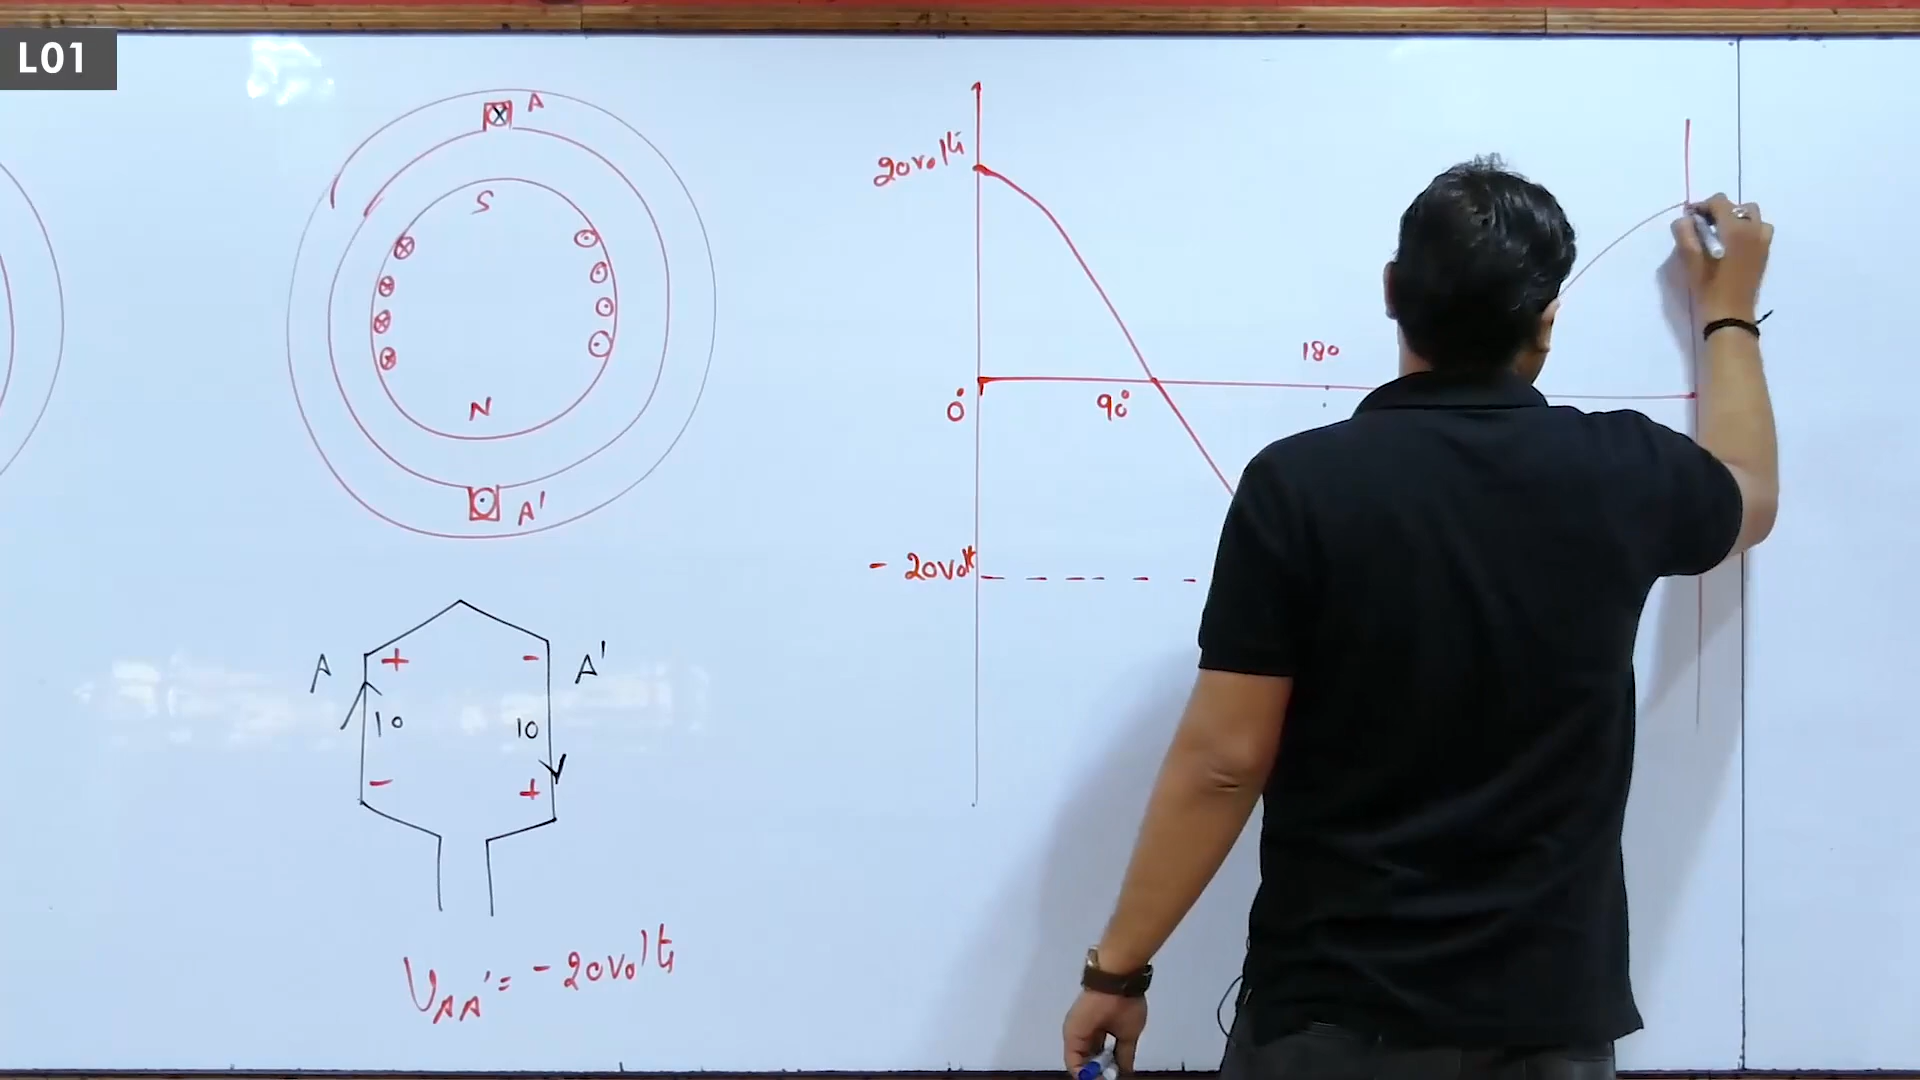 L01
A
S
N
A'
A
+
-
A'
10
10
-
+
VAA' = - 20volts
20volts
180
0°
90°
- 20volt